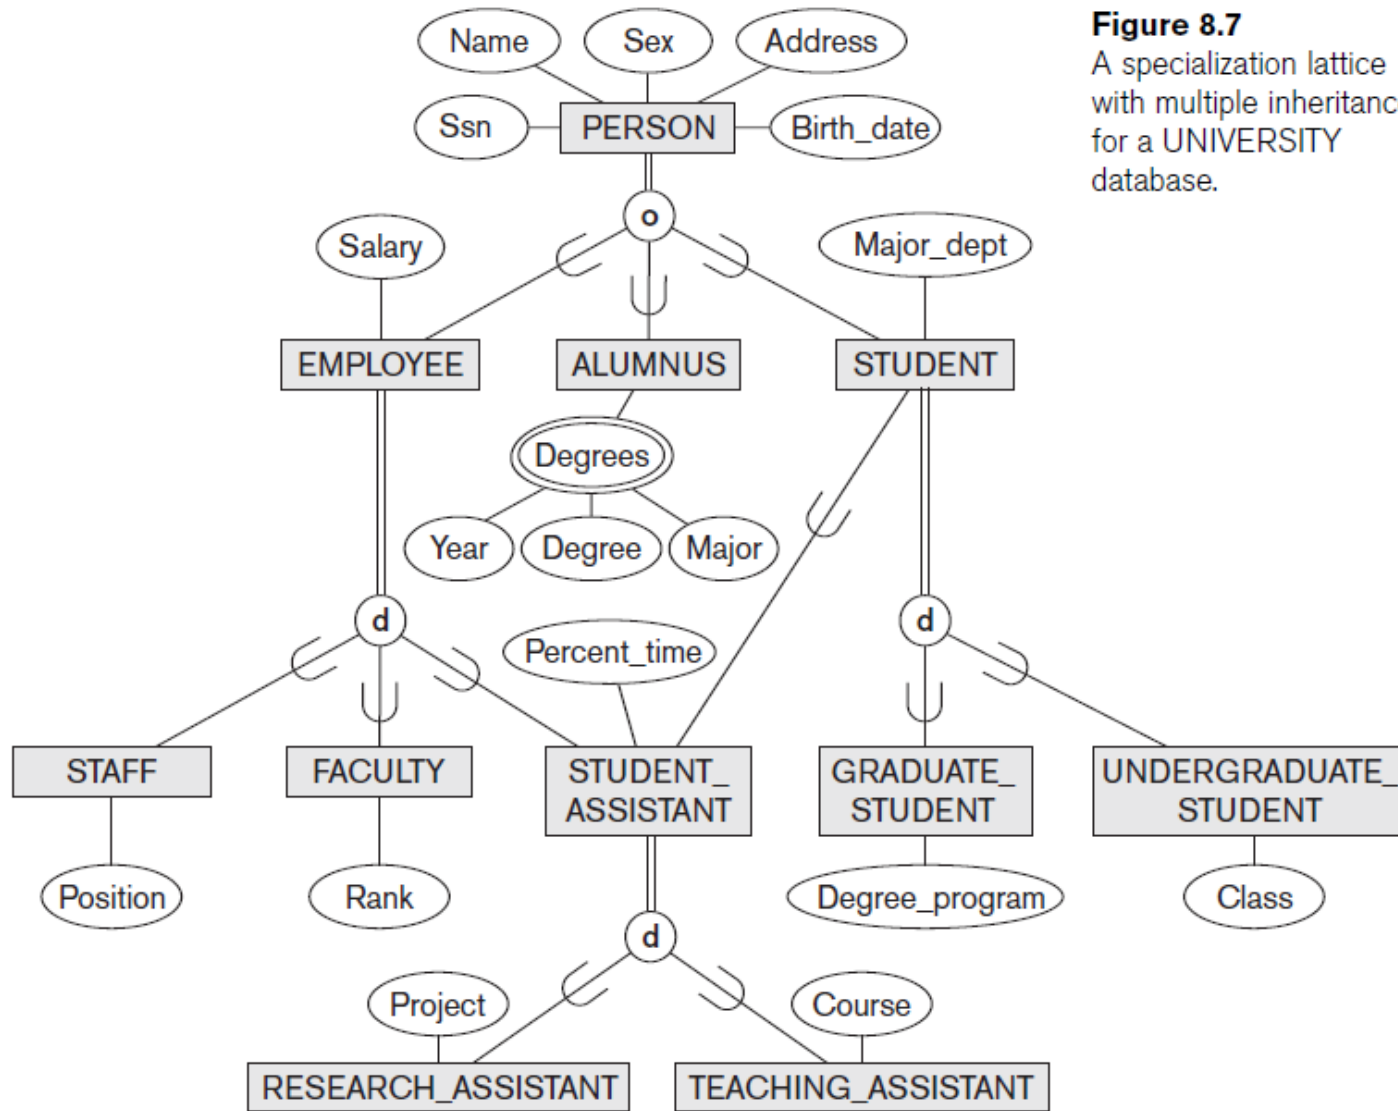 Figure 8.7
A specialization lattice
with multiple inheritanc
for a UNIVERSITY
database.
Name
Sex
Address
Ssn
PERSON
Birth_date
o
Salary
Major_dept
EMPLOYEE
ALUMNUS
STUDENT
Degrees
Year
Degree
Major
d
d
Percent_time
STAFF
FACULTY
STUDENT_
ASSISTANT
GRADUATE_
STUDENT
UNDERGRADUATE_
STUDENT
Position
Rank
Degree_program
Class
d
Project
Course
RESEARCH_ASSISTANT
TEACHING_ASSISTANT